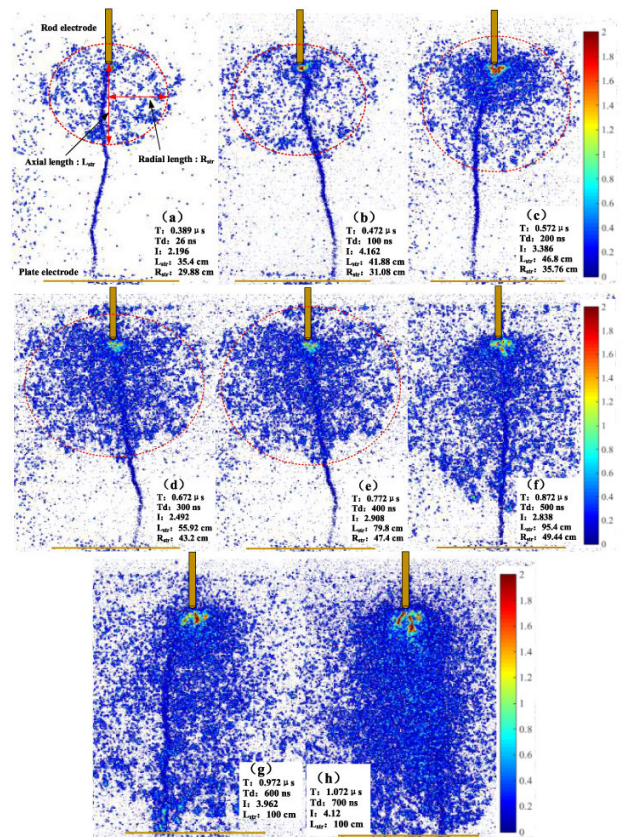 Rod electrode
Axial length : Lstr
Radial length : Rstr
Plate electrode
(a)
T: 0.389 μs
Td: 26 ns
I: 2.196
Lstr: 35.4 cm
Rstr: 29.88 cm
(b)
T: 0.472 μs
Td: 100 ns
I: 4.162
Lstr: 41.88 cm
Rstr: 31.08 cm
(c)
T: 0.572 μs
Td: 200 ns
I: 3.386
Lstr: 46.8 cm
Rstr: 35.76 cm
2
1.8
1.6
1.4
1.2
1
0.8
0.6
0.4
0.2
0
(d)
T: 0.672 μs
Td: 300 ns
I: 2.492
Lstr: 55.92 cm
Rstr: 43.2 cm
(e)
T: 0.772 μs
Td: 400 ns
I: 2.908
Lstr: 79.8 cm
Rstr: 47.4 cm
(f)
T: 0.872 μs
Td: 500 ns
I: 2.838
Lstr: 95.4 cm
Rstr: 49.44 cm
2
1.8
1.6
1.4
1.2
1
0.8
0.6
0.4
0.2
0
(g)
T: 0.972 μs
Td: 600 ns
I: 3.962
Lstr: 100 cm
(h)
T: 1.072 μs
Td: 700 ns
I: 4.12
Lstr: 100 cm
2
1.8
1.6
1.4
1.2
1
0.8
0.6
0.4
0.2
0